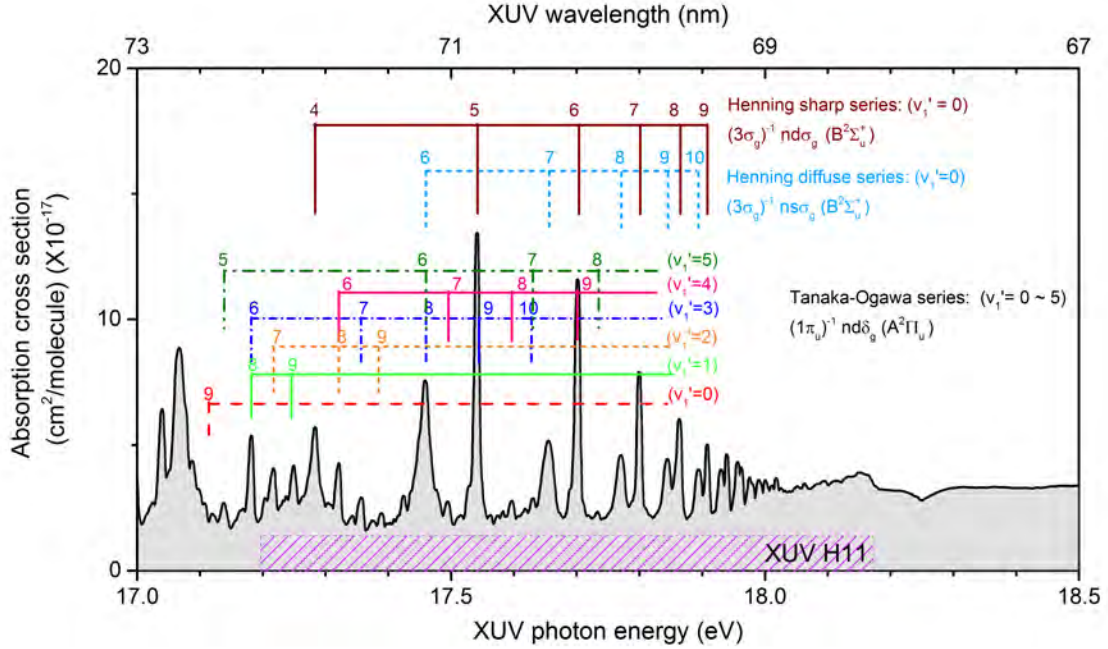 XUV wavelength (nm)
73 71 69 67
20
10
0
Absorption cross section
(cm²/molecule) (X10⁻¹⁷)
4 5 6 7 8 9
Henning sharp series: (v₁' = 0)
(3σg)⁻¹ ndσg (B²Σu⁺)
6 7 8 9 10
Henning diffuse series: (v₁'=0)
(3σg)⁻¹ nsσg (B²Σu⁺)
5 6 7 8 (v₁'=5)
6 7 8 9 (v₁'=4)
6 7 8 9 10 (v₁'=3)
7 8 9 (v₁'=2)
8 9 (v₁'=1)
9 (v₁'=0)
Tanaka-Ogawa series: (v₁'= 0 ~ 5)
(1πu)⁻¹ ndδg (A²Πu)
XUV H11
17.0 17.5 18.0 18.5
XUV photon energy (eV)